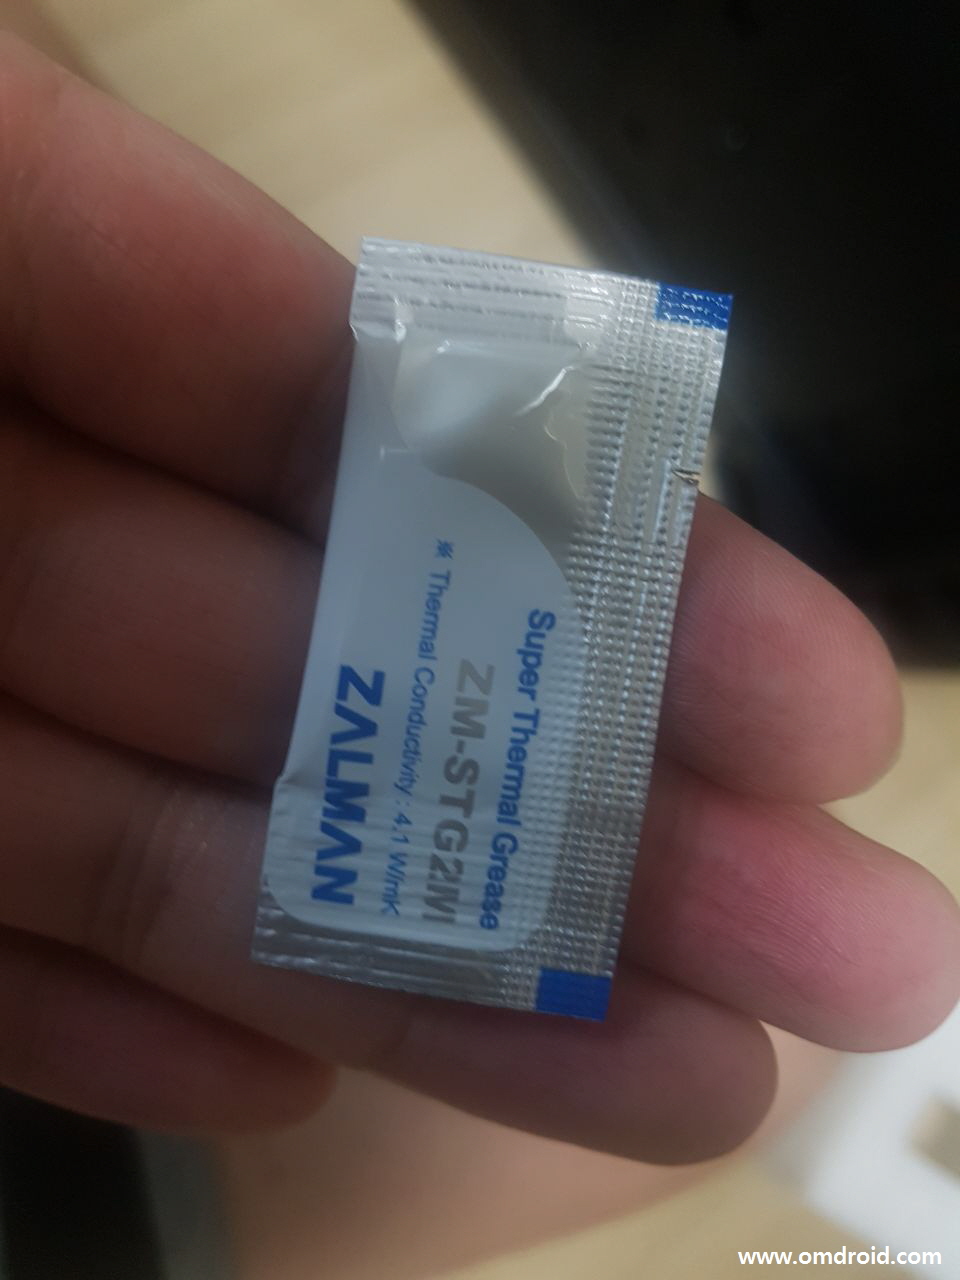 Super Thermal Grease
ZM-STG2M
※ Thermal Conductivity : 4.1 W/mK
ZALMAN
www.omdroid.com